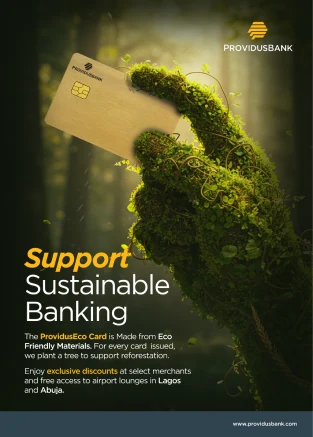 PROVIDUSBANK
PROVIDUSBANK
Support
Sustainable
Banking
The ProvidusEco Card is Made from Eco
Friendly Materials. For every card issued,
we plant a tree to support reforestation.
Enjoy exclusive discounts at select merchants
and free access to airport lounges in Lagos
and Abuja.
www.providusbank.com